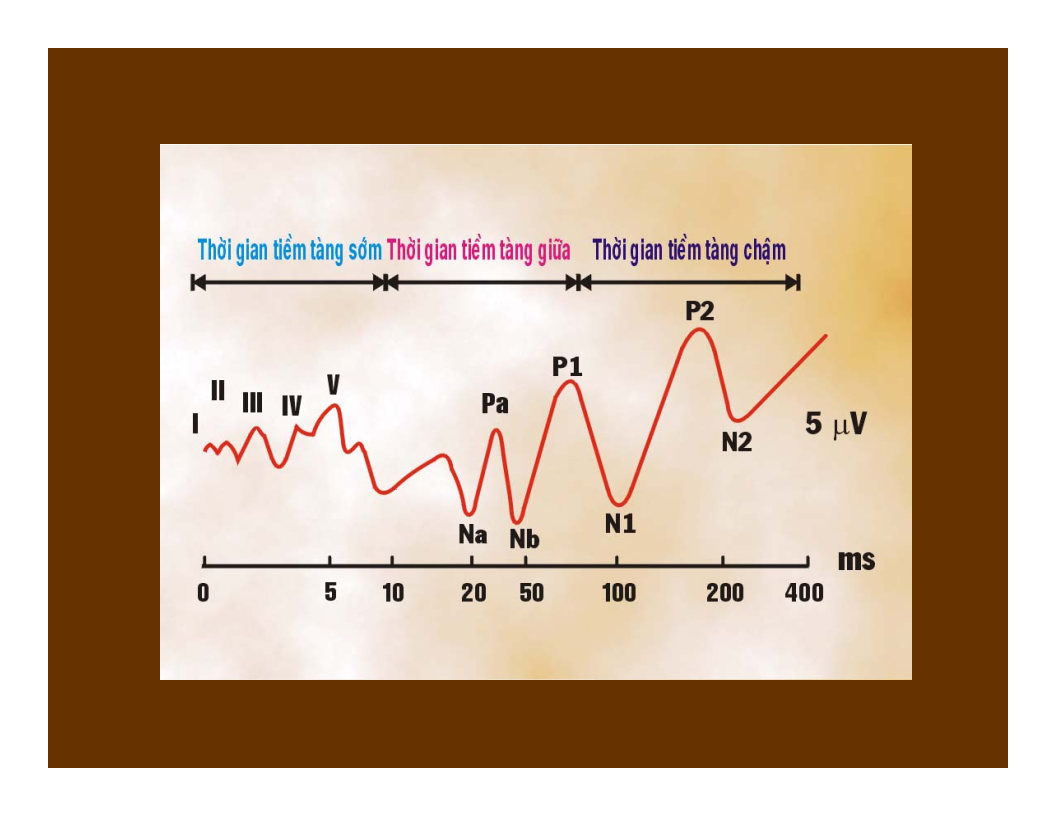 Thời gian tiềm tàng sớm Thời gian tiềm tàng giữa Thời gian tiềm tàng chậm
P2
P1
V
II
III
IV
Pa
I
5 μV
N2
N1
Na
Nb
ms
0 5 10 20 50 100 200 400